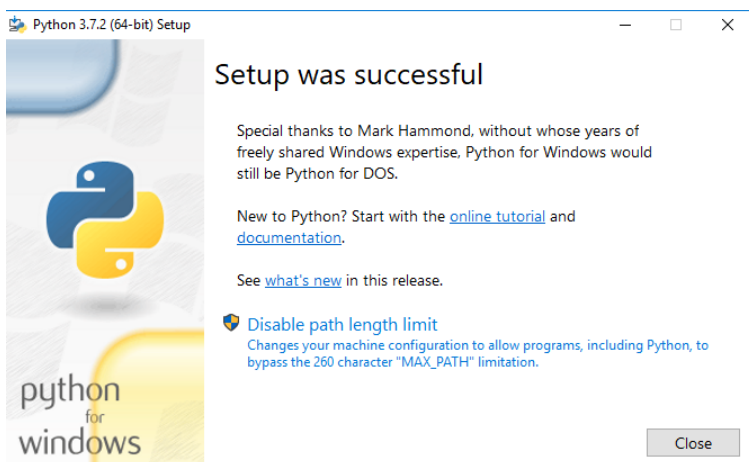 Python 3.7.2 (64-bit) Setup
Setup was successful
Special thanks to Mark Hammond, without whose years of
freely shared Windows expertise, Python for Windows would
still be Python for DOS.
New to Python? Start with the online tutorial and
documentation.
See what's new in this release.
Disable path length limit
Changes your machine configuration to allow programs, including Python, to
bypass the 260 character "MAX_PATH" limitation.
python
for
windows
Close